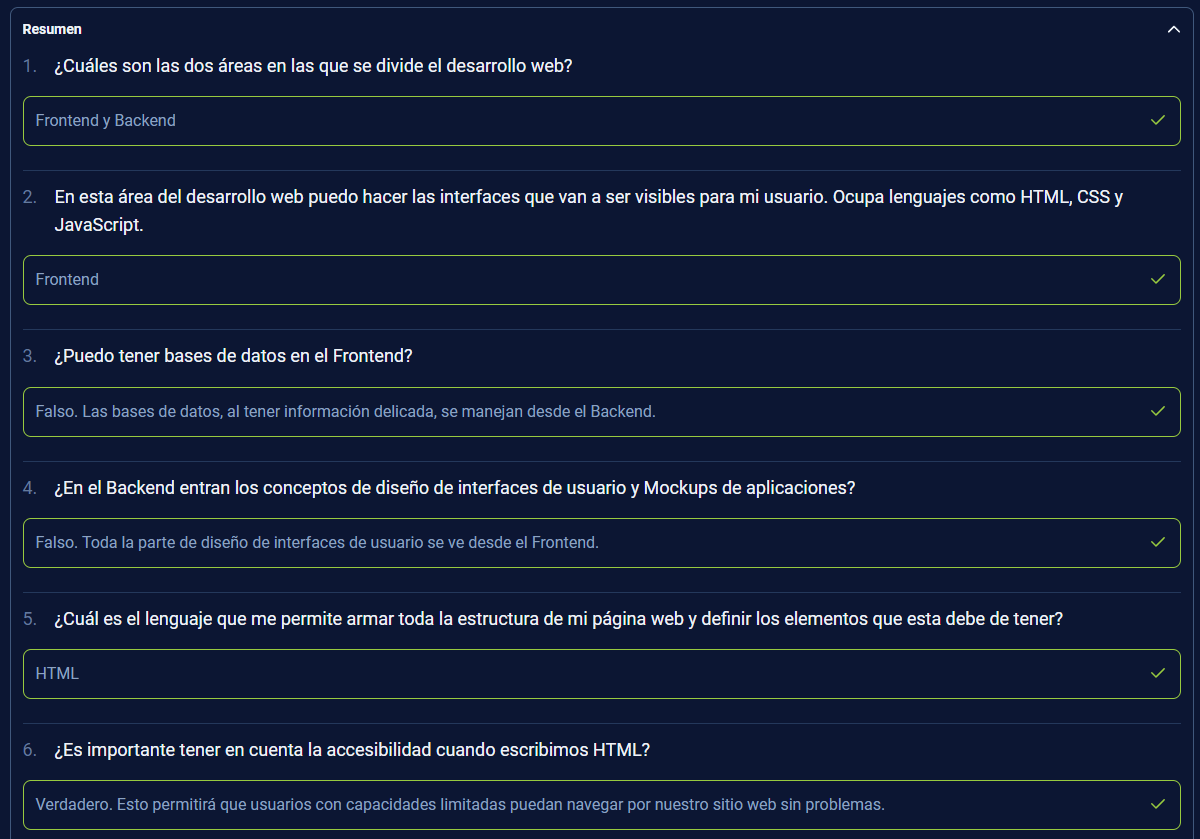 Resumen
1. ¿Cuáles son las dos áreas en las que se divide el desarrollo web?
Frontend y Backend
2. En esta área del desarrollo web puedo hacer las interfaces que van a ser visibles para mi usuario. Ocupa lenguajes como HTML, CSS y
JavaScript.
Frontend
3. ¿Puedo tener bases de datos en el Frontend?
Falso. Las bases de datos, al tener información delicada, se manejan desde el Backend.
4. ¿En el Backend entran los conceptos de diseño de interfaces de usuario y Mockups de aplicaciones?
Falso. Toda la parte de diseño de interfaces de usuario se ve desde el Frontend.
5. ¿Cuál es el lenguaje que me permite armar toda la estructura de mi página web y definir los elementos que esta debe de tener?
HTML
6. ¿Es importante tener en cuenta la accesibilidad cuando escribimos HTML?
Verdadero. Esto permitirá que usuarios con capacidades limitadas puedan navegar por nuestro sitio web sin problemas.